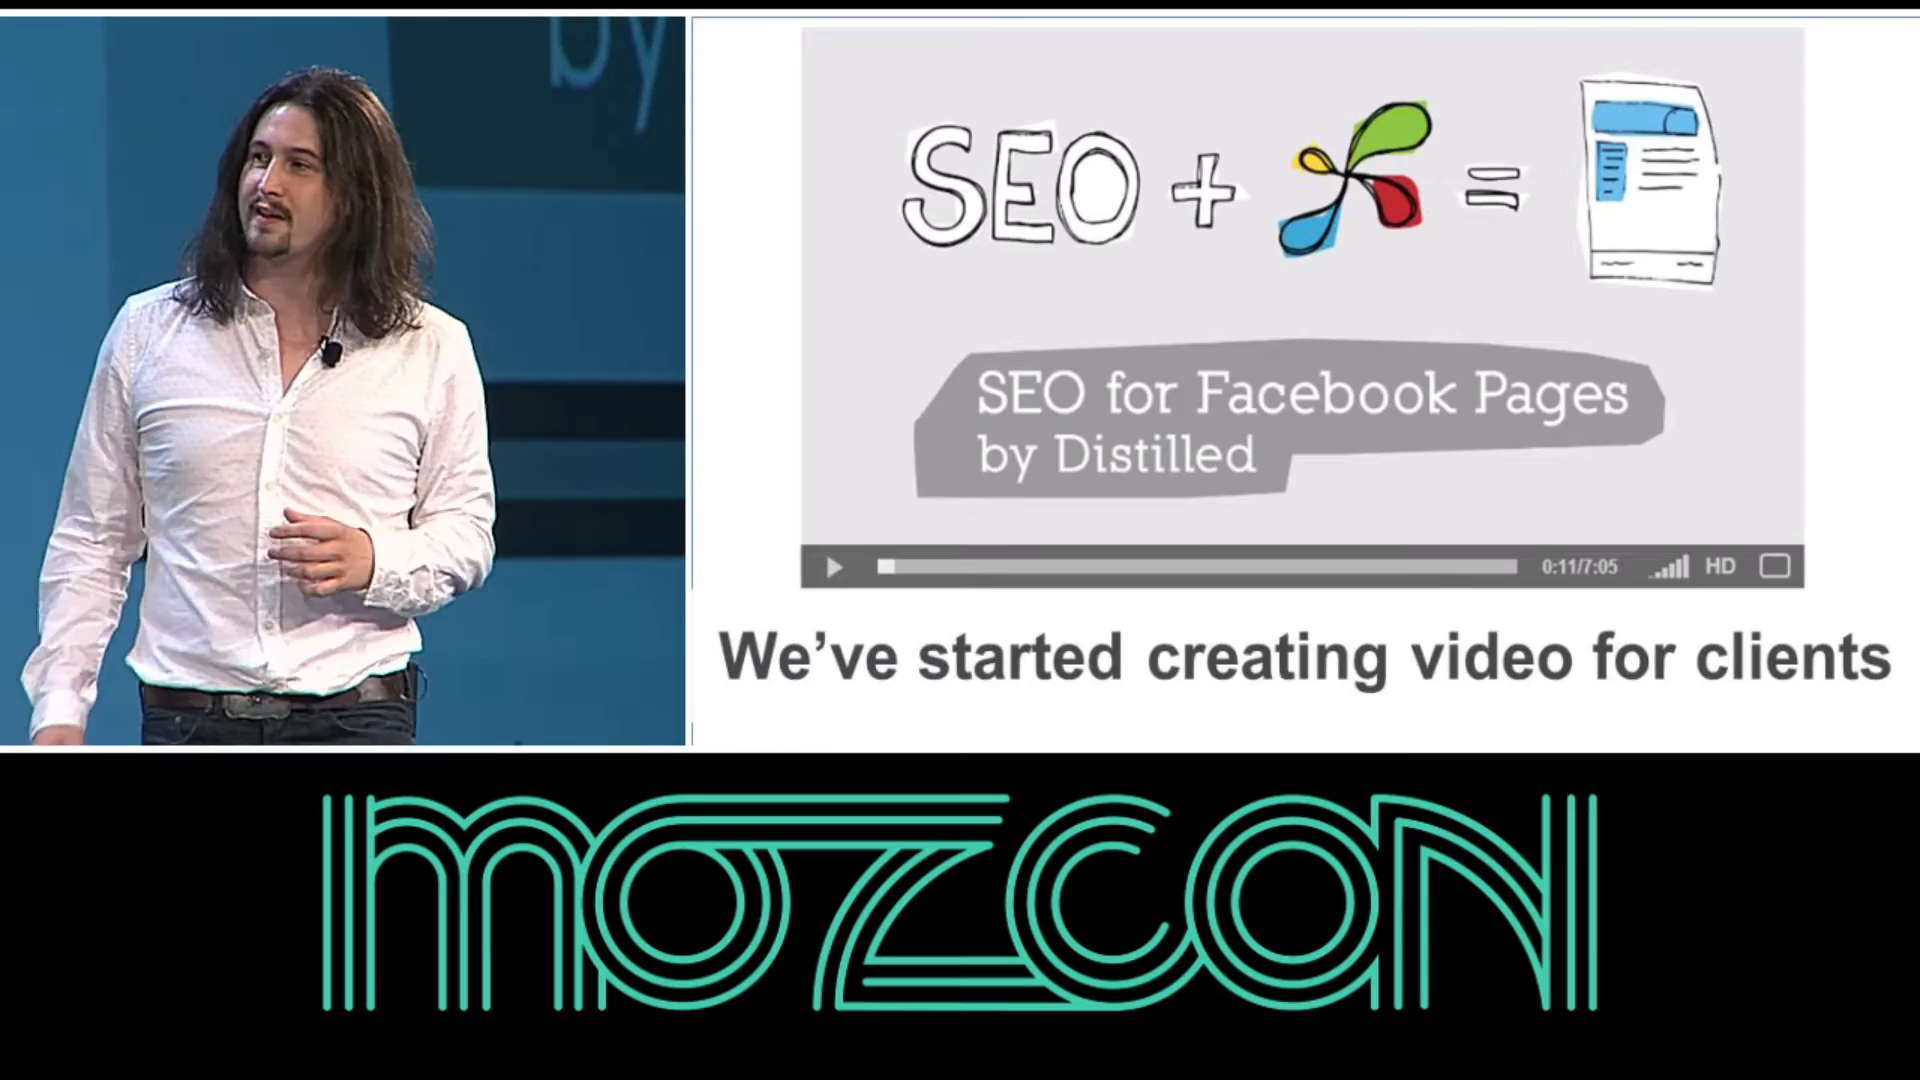 by
SEO + =
SEO for Facebook Pages
by Distilled
0:11/7:05 HD
We've started creating video for clients
mozcon